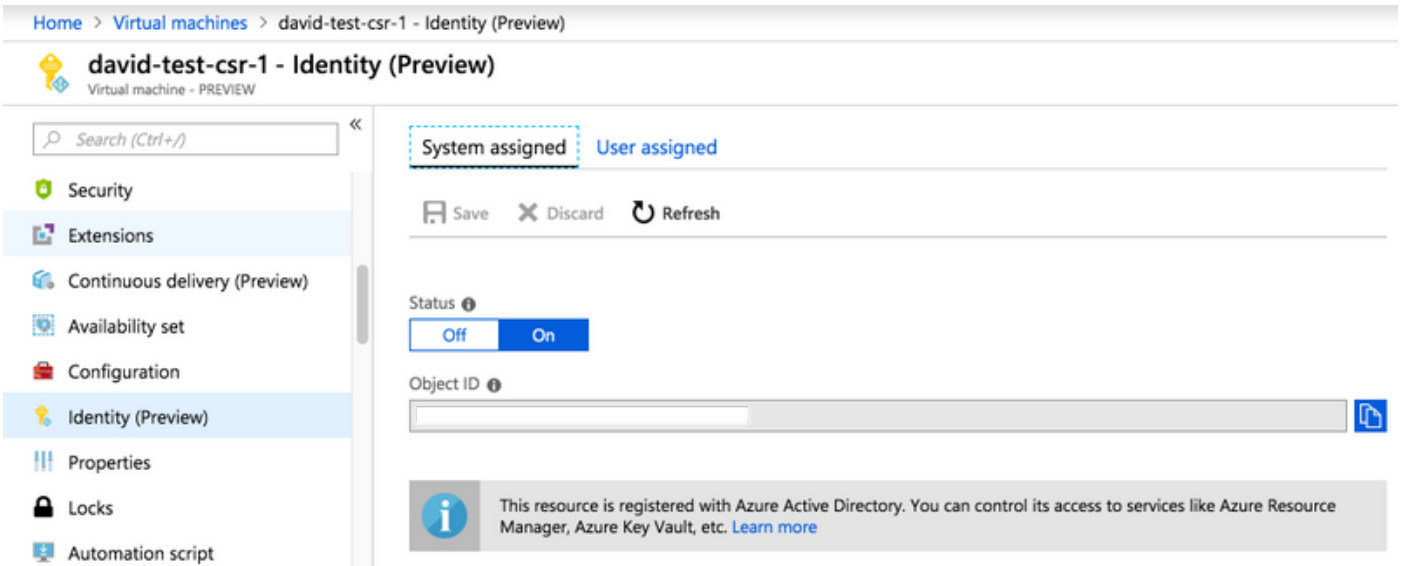 Home > Virtual machines > david-test-csr-1 - Identity (Preview)
david-test-csr-1 - Identity (Preview)
Virtual machine - PREVIEW
Search (Ctrl+/)
«
Security
Extensions
Continuous delivery (Preview)
Availability set
Configuration
Identity (Preview)
Properties
Locks
Automation script
System assigned User assigned
Save Discard Refresh
Status
Off On
Object ID
This resource is registered with Azure Active Directory. You can control its access to services like Azure Resource
Manager, Azure Key Vault, etc. Learn more